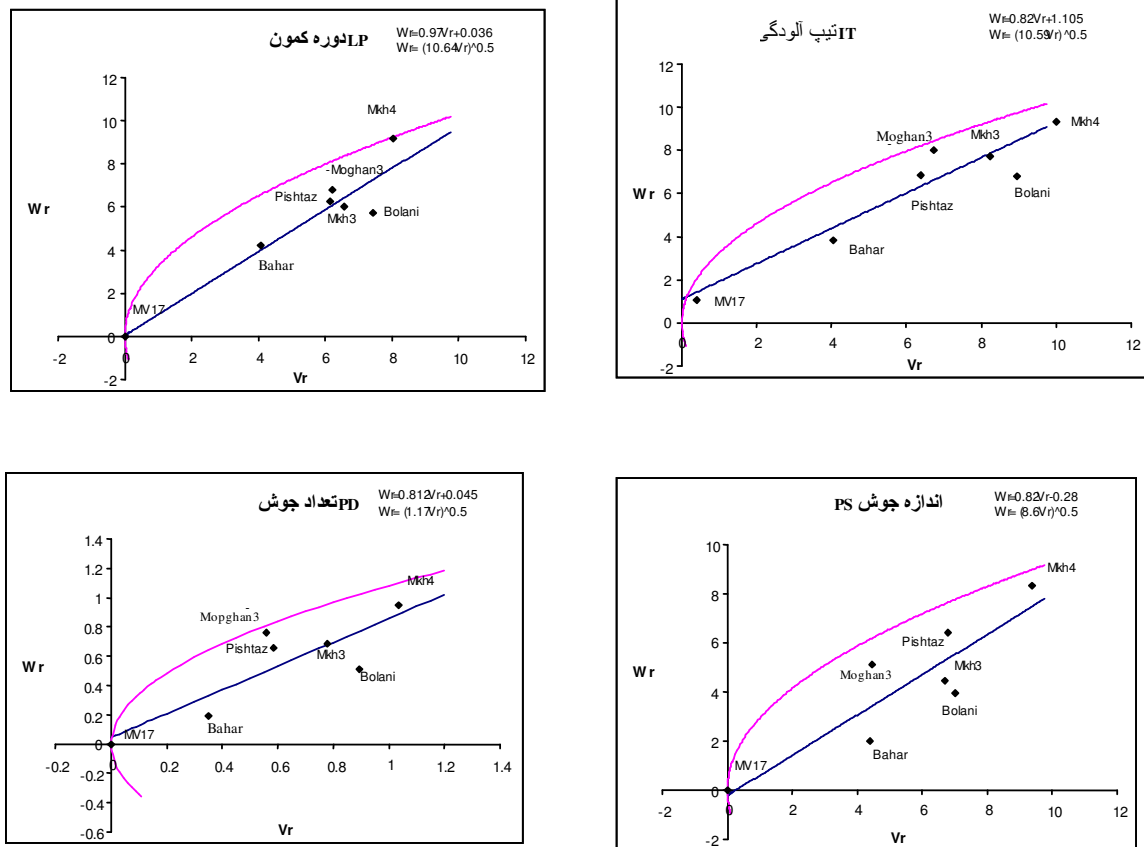 دوره کمونLP
Wr=0.97Vr+0.036
Wr= (10.64Vr)^0.5
12
10
8
6
4
2
0
-2
Wr
-2
0
2
4
6
8
10
12
Vr
Mkh4
-Moghan3
Pishtaz
Mkh3
Bolani
Bahar
MV17
تیپ آلودگیIT
Wr=0.82Vr+1.105
Wr= (10.59Vr)^0.5
12
10
8
6
4
2
0
-2
Wr
0
2
4
6
8
10
12
Vr
Moghan3
Mkh3
Mkh4
Pishtaz
Bolani
Bahar
MV17
تعداد جوشPD
Wr=0.812Vr+0.045
Wr= (1.17Vr)^0.5
1.4
1.2
1
0.8
0.6
0.4
0.2
0
-0.2
-0.4
-0.6
Wr
-0.2
0
0.2
0.4
0.6
0.8
1
1.2
1.4
Vr
Mkh4
Mopghan3
Pishtaz
Mkh3
Bolani
Bahar
MV17
اندازه جوش PS
Wr=0.82Vr-0.28
Wr= (8.6Vr)^0.5
10
8
6
4
2
0
-2
Wr
-2
0
2
4
6
8
10
12
Vr
Mkh4
Pishtaz
Moghan3
Mkh3
Bolani
Bahar
MV17